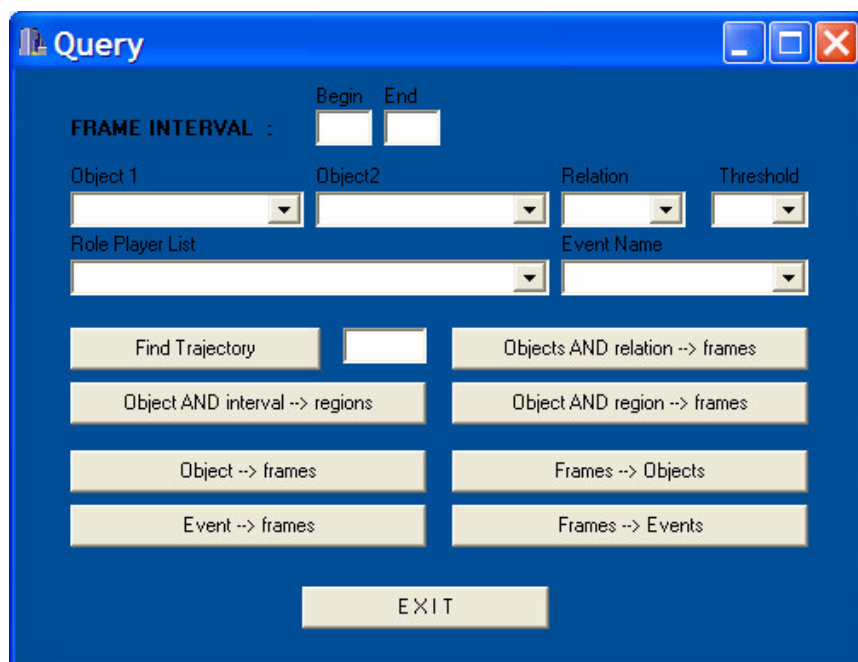 Query
Begin End
FRAME INTERVAL :
Object 1 Object2 Relation Threshold
Role Player List Event Name
Find Trajectory Objects AND relation --> frames
Object AND interval --> regions Object AND region --> frames
Object --> frames Frames --> Objects
Event --> frames Frames --> Events
EXIT